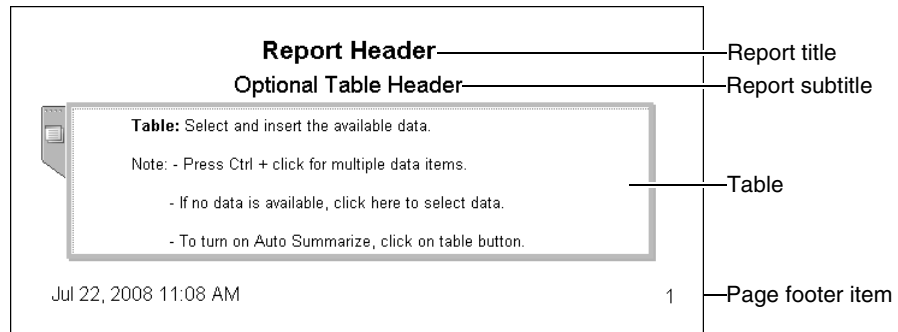 Report Header
Report title
Optional Table Header
Report subtitle
Table: Select and insert the available data.
Note: - Press Ctrl + click for multiple data items.
Table
- If no data is available, click here to select data.
- To turn on Auto Summarize, click on table button.
Jul 22, 2008 11:08 AM
1
Page footer item